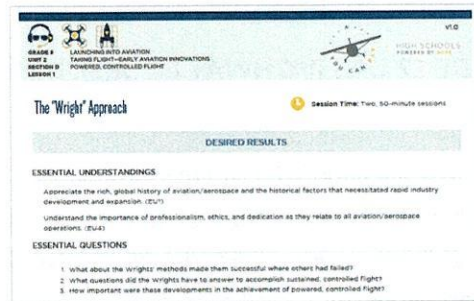 V1.0
GRADE 9 LAUNCHING INTO AVIATION
UNIT 2 TAKING FLIGHT—EARLY AVIATION INNOVATIONS
SECTION D POWERED, CONTROLLED FLIGHT
LESSON 1
YOU CAN FLY
HIGH SCHOOLS
POWERED BY
The "Wright" Approach
Session Time: Two, 50-minute sessions
DESIRED RESULTS
ESSENTIAL UNDERSTANDINGS
Appreciate the rich, global history of aviation/aerospace and the historical factors that necessitated rapid industry
development and expansion. (EU1)
Understand the importance of professionalism, ethics, and dedication as they relate to all aviation/aerospace
operations. (EU4)
ESSENTIAL QUESTIONS
1. What about the Wrights' methods made them successful where others had failed?
2. What questions did the Wrights have to answer to accomplish sustained, controlled flight?
3. How important were these developments in the achievement of powered, controlled flight?